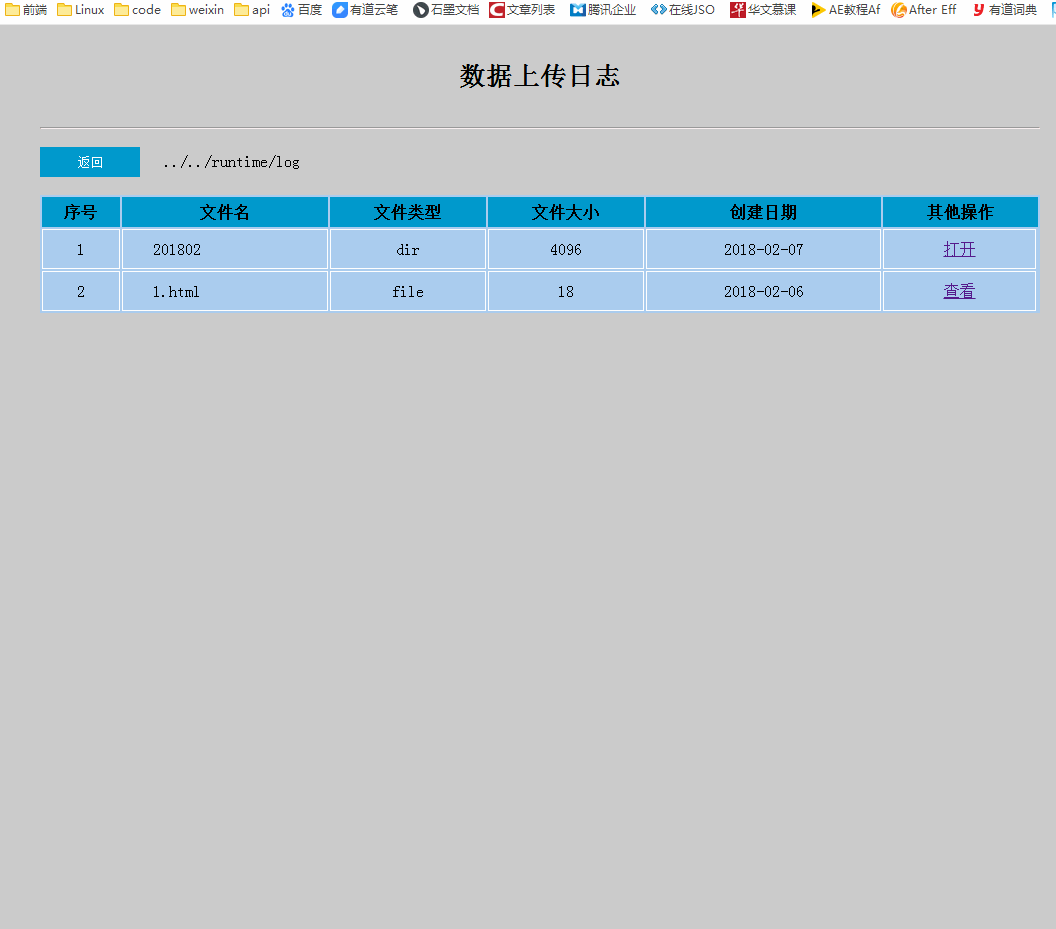 前端 Linux code weixin api 百度 有道云笔 石墨文档 文章列表 腾讯企业 在线JSO 华文慕课 AE教程Af After Eff 有道词典
数据上传日志
返回 ../../runtime/log
序号 文件名 文件类型 文件大小 创建日期 其他操作
1 201802 dir 4096 2018-02-07 打开
2 1.html file 18 2018-02-06 查看